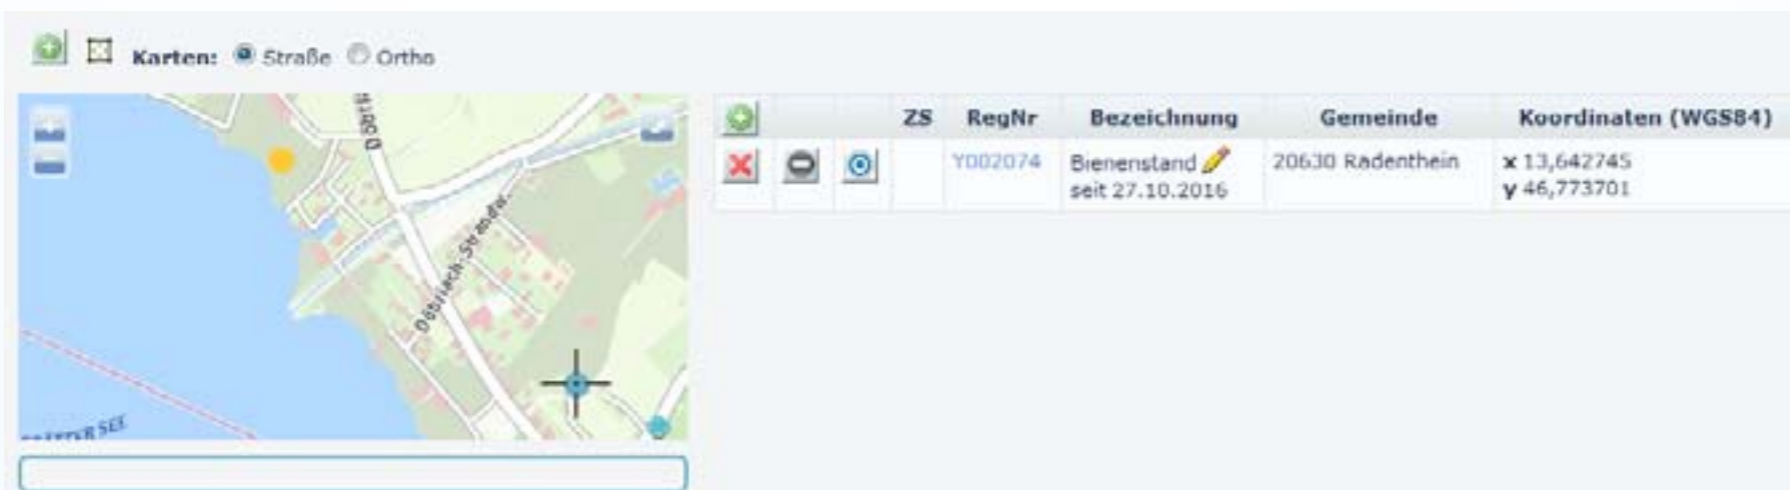 Karten: Straße Ortho
Döbriach-Strandw.
ZS RegNr Bezeichnung Gemeinde Koordinaten (WGS84)
Y002074 Bienenstand 20630 Radenthein x 13,642745
seit 27.10.2016 y 46,773701